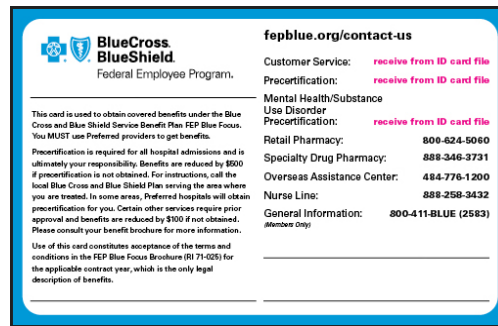 BlueCross.
BlueShield.
Federal Employee Program.
This card is used to obtain covered benefits under the Blue
Cross and Blue Shield Service Benefit Plan FEP Blue Focus.
You MUST use Preferred providers to get benefits.
Precertification is required for all hospital admissions and is
ultimately your responsibility. Benefits are reduced by $500
if precertification is not obtained. For instructions, call the
local Blue Cross and Blue Shield Plan serving the area where
you are treated. In some areas, Preferred hospitals will obtain
precertification for you. Certain other services require prior
approval and benefits are reduced by $100 if not obtained.
Please consult your benefit brochure for more information.
Use of this card constitutes acceptance of the terms and
conditions in the FEP Blue Focus Brochure (RI 71-025) for
the applicable contract year, which is the only legal
description of benefits.
fepblue.org/contact-us
Customer Service: receive from ID card file
Precertification: receive from ID card file
Mental Health/Substance
Use Disorder
Precertification: receive from ID card file
Retail Pharmacy: 800-624-5060
Specialty Drug Pharmacy: 888-346-3731
Overseas Assistance Center: 484-776-1200
Nurse Line: 888-258-3432
General Information: 800-411-BLUE (2583)
(Members Only)